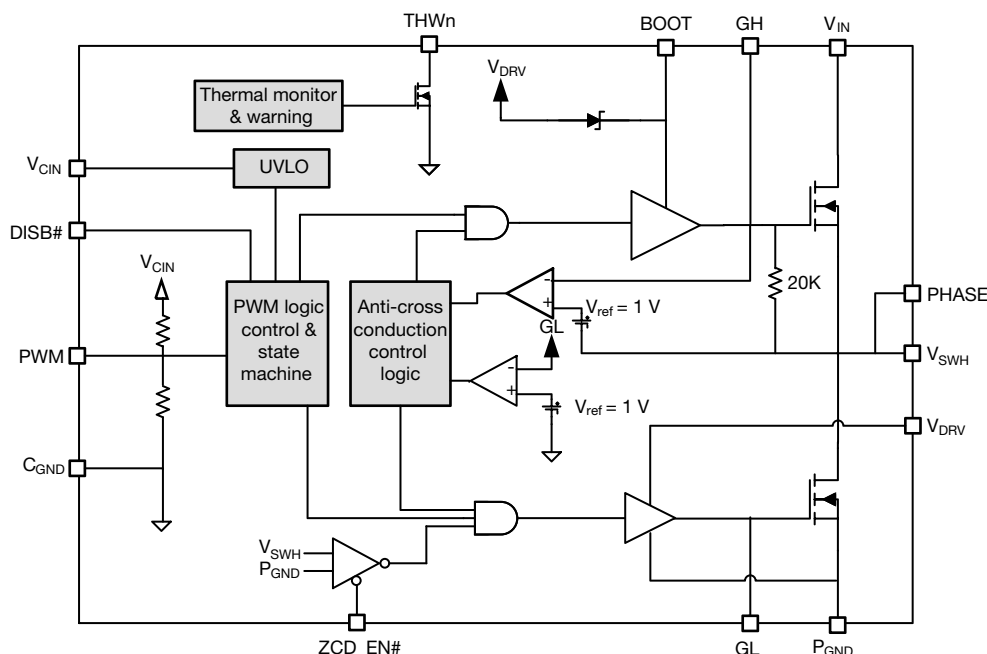 THWn
BOOT
GH
VIN
VDRV
Thermal monitor
& warning
VCIN
UVLO
DISB#
VCIN
PWM logic
control &
state
machine
Anti-cross
conduction
control
logic
-
+
Vref = 1 V
20K
PHASE
GL
PWM
VSWH
-
+
Vref = 1 V
VDRV
CGND
VSWH
PGND
ZCD_EN#
GL
PGND